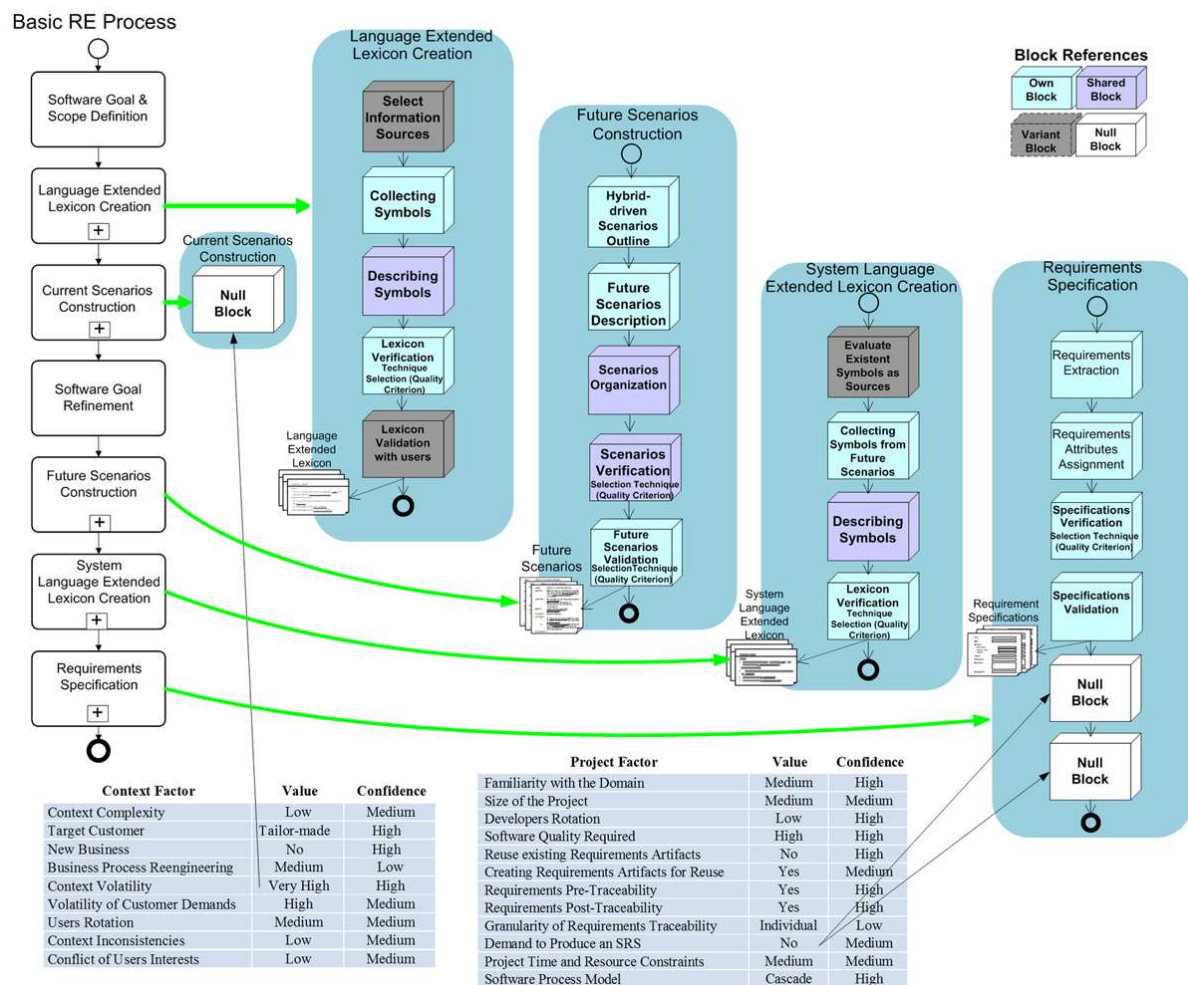 Basic RE Process
Software Goal &
Scope Definition
Language Extended
Lexicon Creation
+
Current Scenarios
Construction
+
Software Goal
Refinement
Future Scenarios
Construction
+
System
Language Extended
Lexicon Creation
+
Requirements
Specification
+
Current Scenarios
Construction
Null
Block
Language Extended
Lexicon Creation
Select
Information
Sources
Collecting
Symbols
Describing
Symbols
Lexicon
Verification
Technique
Selection (Quality
Criterion)
Lexicon
Validation
with users
Language
Extended
Lexicon
Future Scenarios
Construction
Hybrid-
driven
Scenarios
Outline
Future
Scenarios
Description
Scenarios
Organization
Scenarios
Verification
Selection Technique
(Quality Criterion)
Future
Scenarios
Validation
SelectionTechnique
(Quality Criterion)
Future
Scenarios
System Language
Extended Lexicon Creation
Evaluate
Existent
Symbols as
Sources
Collecting
Symbols from
Future
Scenarios
Describing
Symbols
Lexicon
Verification
Technique
Selection (Quality
Criterion)
System
Language
Extended
Lexicon
Block References
Own
Block
Shared
Block
Variant
Block
Null
Block
Requirements
Specification
Requirements
Extraction
Requirements
Attributes
Assignment
Specifications
Verification
Selection Technique
(Quality Criterion)
Specifications
Validation
Requirement
Specifications
Null
Block
Null
Block
Context Factor Value Confidence
Context Complexity Low Medium
Target Customer Tailor-made High
New Business No High
Business Process Reengineering Medium Low
Context Volatility Very High High
Volatility of Customer Demands High Medium
Users Rotation Medium Medium
Context Inconsistencies Low Medium
Conflict of Users Interests Low Medium
Project Factor Value Confidence
Familiarity with the Domain Medium High
Size of the Project Medium Medium
Developers Rotation Low High
Software Quality Required High High
Reuse existing Requirements Artifacts No High
Creating Requirements Artifacts for Reuse Yes Medium
Requirements Pre-Traceability Yes High
Requirements Post-Traceability Yes High
Granularity of Requirements Traceability Individual Low
Demand to Produce an SRS No Medium
Project Time and Resource Constraints Medium Medium
Software Process Model Cascade High